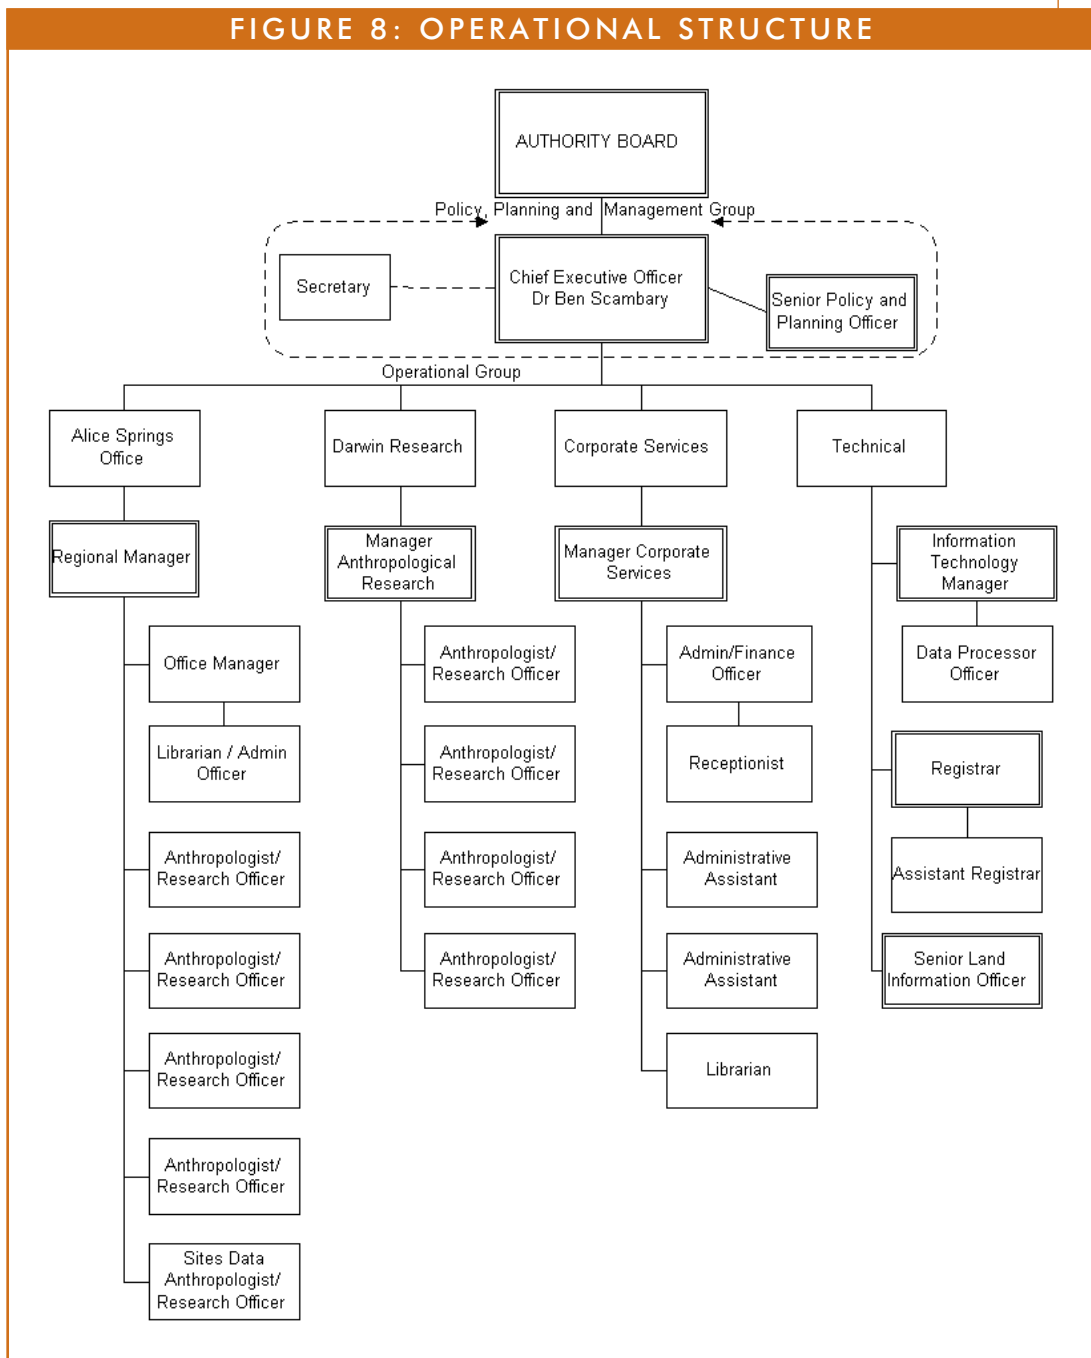 FIGURE 8: OPERATIONAL STRUCTURE
AUTHORITY BOARD
Policy, Planning and Management Group
Secretary
Chief Executive Officer
Dr Ben Scambary
Senior Policy and
Planning Officer
Operational Group
Alice Springs
Office
Darwin Research
Corporate Services
Technical
Regional Manager
Manager
Anthropological
Research
Manager Corporate
Services
Information
Technology
Manager
Office Manager
Anthropologist/
Research Officer
Admin/Finance
Officer
Data Processor
Officer
Librarian / Admin
Officer
Anthropologist/
Research Officer
Receptionist
Registrar
Anthropologist/
Research Officer
Anthropologist/
Research Officer
Administrative
Assistant
Assistant Registrar
Anthropologist/
Research Officer
Anthropologist/
Research Officer
Administrative
Assistant
Senior Land
Information Officer
Anthropologist/
Research Officer
Librarian
Anthropologist/
Research Officer
Sites Data
Anthropologist/
Research Officer